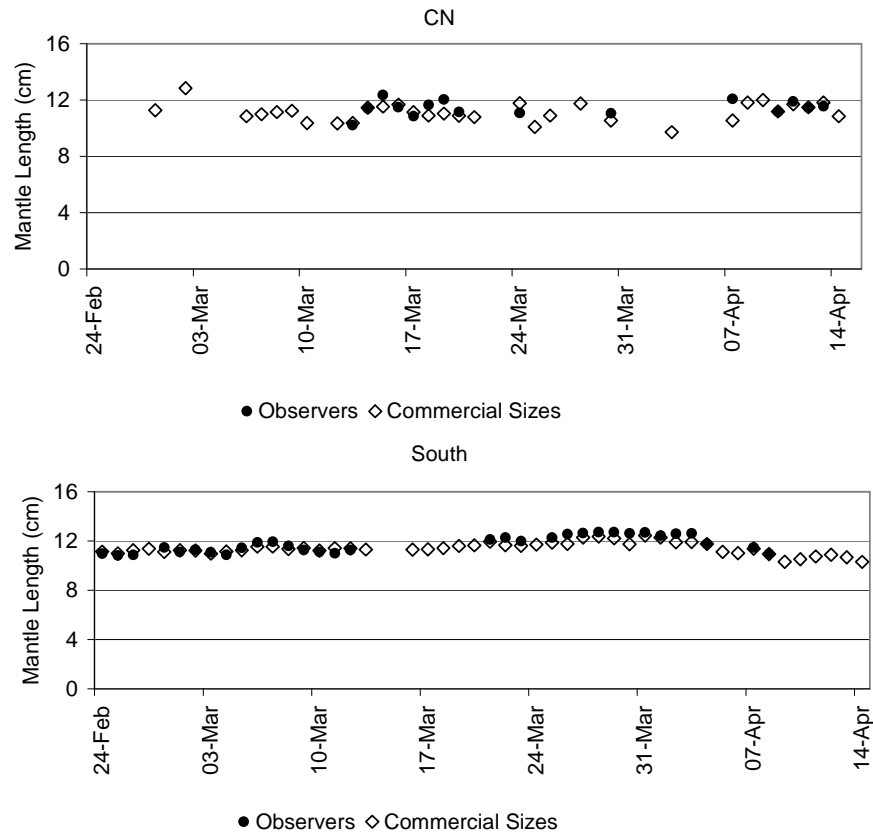 CN
Mantle Length (cm)
16
12
8
4
0
24-Feb
03-Mar
10-Mar
17-Mar
24-Mar
31-Mar
07-Apr
14-Apr
Observers Commercial Sizes
South
Mantle Length (cm)
16
12
8
4
0
24-Feb
03-Mar
10-Mar
17-Mar
24-Mar
31-Mar
07-Apr
14-Apr
Observers Commercial Sizes